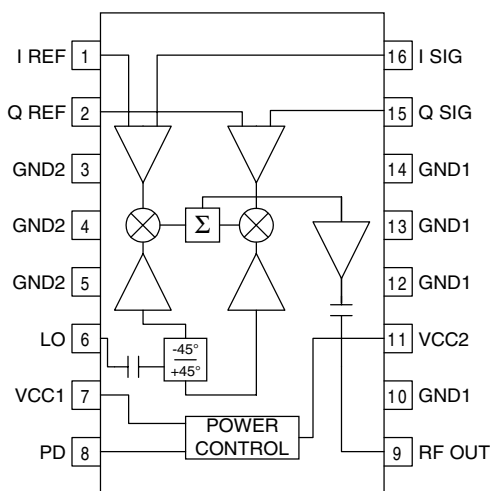 I REF 1
16 I SIG
Q REF 2
15 Q SIG
GND2 3
14 GND1
GND2 4
Σ
13 GND1
GND2 5
12 GND1
LO 6
-45°
+45°
11 VCC2
VCC1 7
10 GND1
POWER
CONTROL
PD 8
9 RF OUT